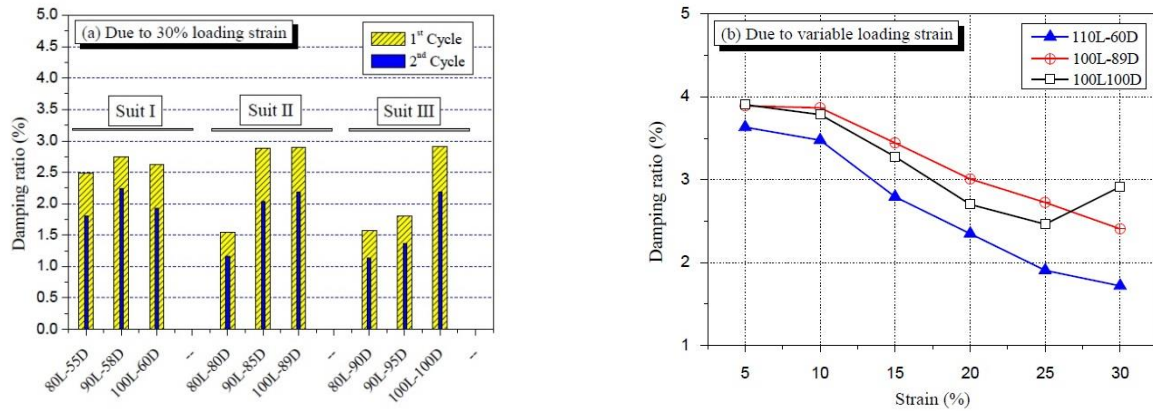 (a) Due to 30% loading strain
1st Cycle
2nd Cycle
Suit I
Suit II
Suit III
Damping ratio (%)
5.0
4.5
4.0
3.5
3.0
2.5
2.0
1.5
1.0
0.5
0.0
80L-55D
90L-58D
100L-60D
--
80L-80D
90L-85D
100L-89D
--
80L-90D
90L-95D
100L-100D
--
(b) Due to variable loading strain
110L-60D
100L-89D
100L100D
Damping ratio (%)
5
4
3
2
1
5 10 15 20 25 30
Strain (%)